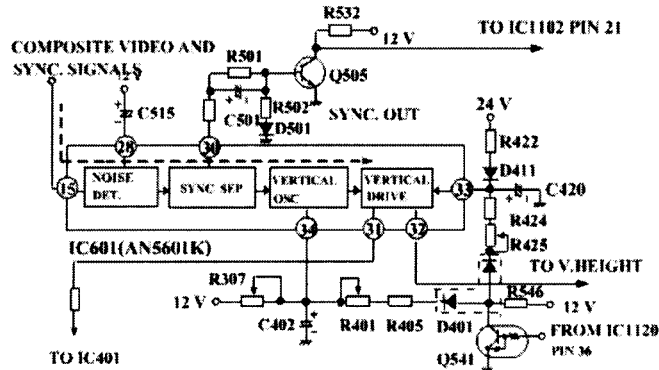 R532
COMPOSITE VIDEO AND
SYNC. SIGNALS
12 V
TO IC1102 PIN 21
R501
12 V
Q505
C515
C501
R502
D501
SYNC. OUT
24 V
R422
D411
28
30
15
NOISE
DET.
SYNC SEP
VERTICAL
OSC
VERTICAL
DRIVE
33
C420
R424
R425
34
31
32
IC601(AN5601K)
TO V.HEIGHT
R307
12 V
C402
R401
R405
D401
R546
12 V
Q541
FROM IC1120
PIN 36
TO IC401